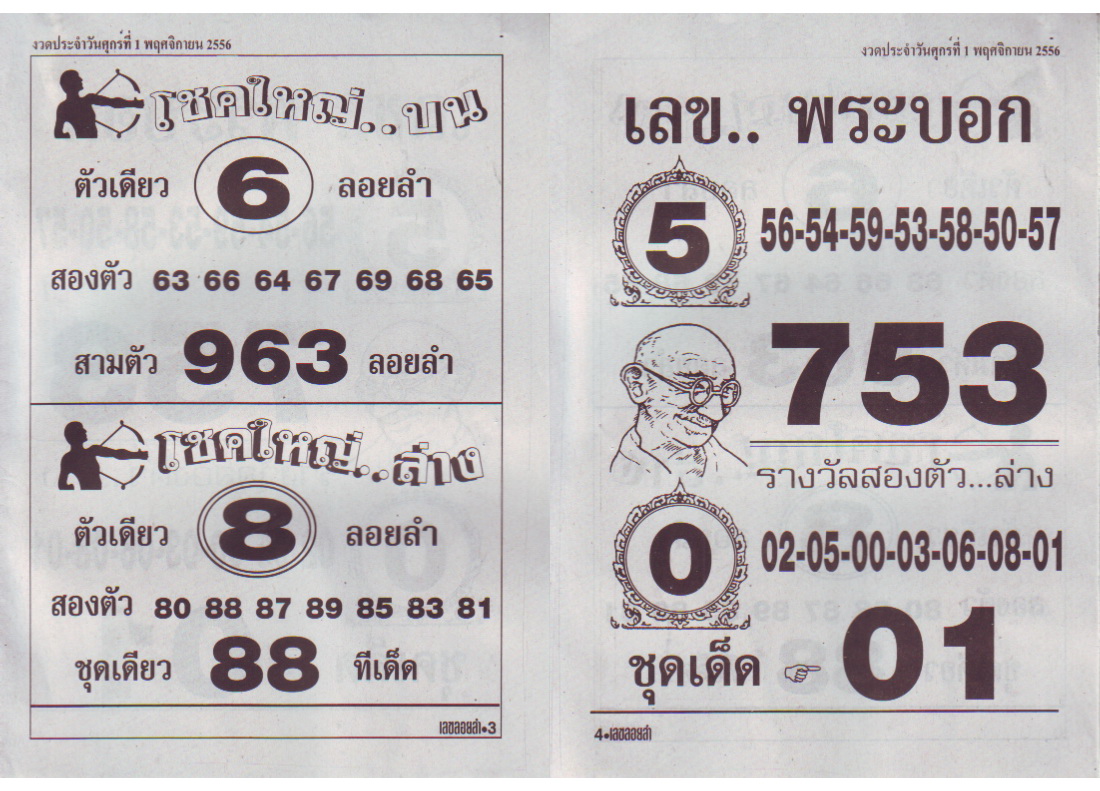 งวดประจำวันศุกร์ที่ 1 พฤศจิกายน 2556
โชคใหญ่..บน
ตัวเดียว 6 ลอยลำ
สองตัว 63 66 64 67 69 68 65
สามตัว 963 ลอยลำ
โชคใหญ่..ล่าง
ตัวเดียว 8 ลอยลำ
สองตัว 80 88 87 89 85 83 81
ชุดเดียว 88 ทีเด็ด
เลขลอยลำ•3
งวดประจำวันศุกร์ที่ 1 พฤศจิกายน 2556
เลข.. พระบอก
5 56-54-59-53-58-50-57
753
รางวัลสองตัว...ล่าง
0 02-05-00-03-06-08-01
ชุดเด็ด ☞ 01
4•เลขลอยลำ